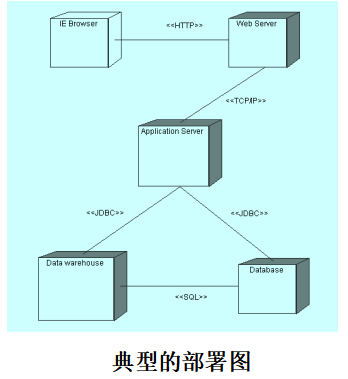 IE Browser
<<HTTP>>
Web Server
<<TCP/IP>>
Application Server
<<JDBC>>
<<JDBC>>
Data warehouse
Database
<<SQL>>
典型的部署图